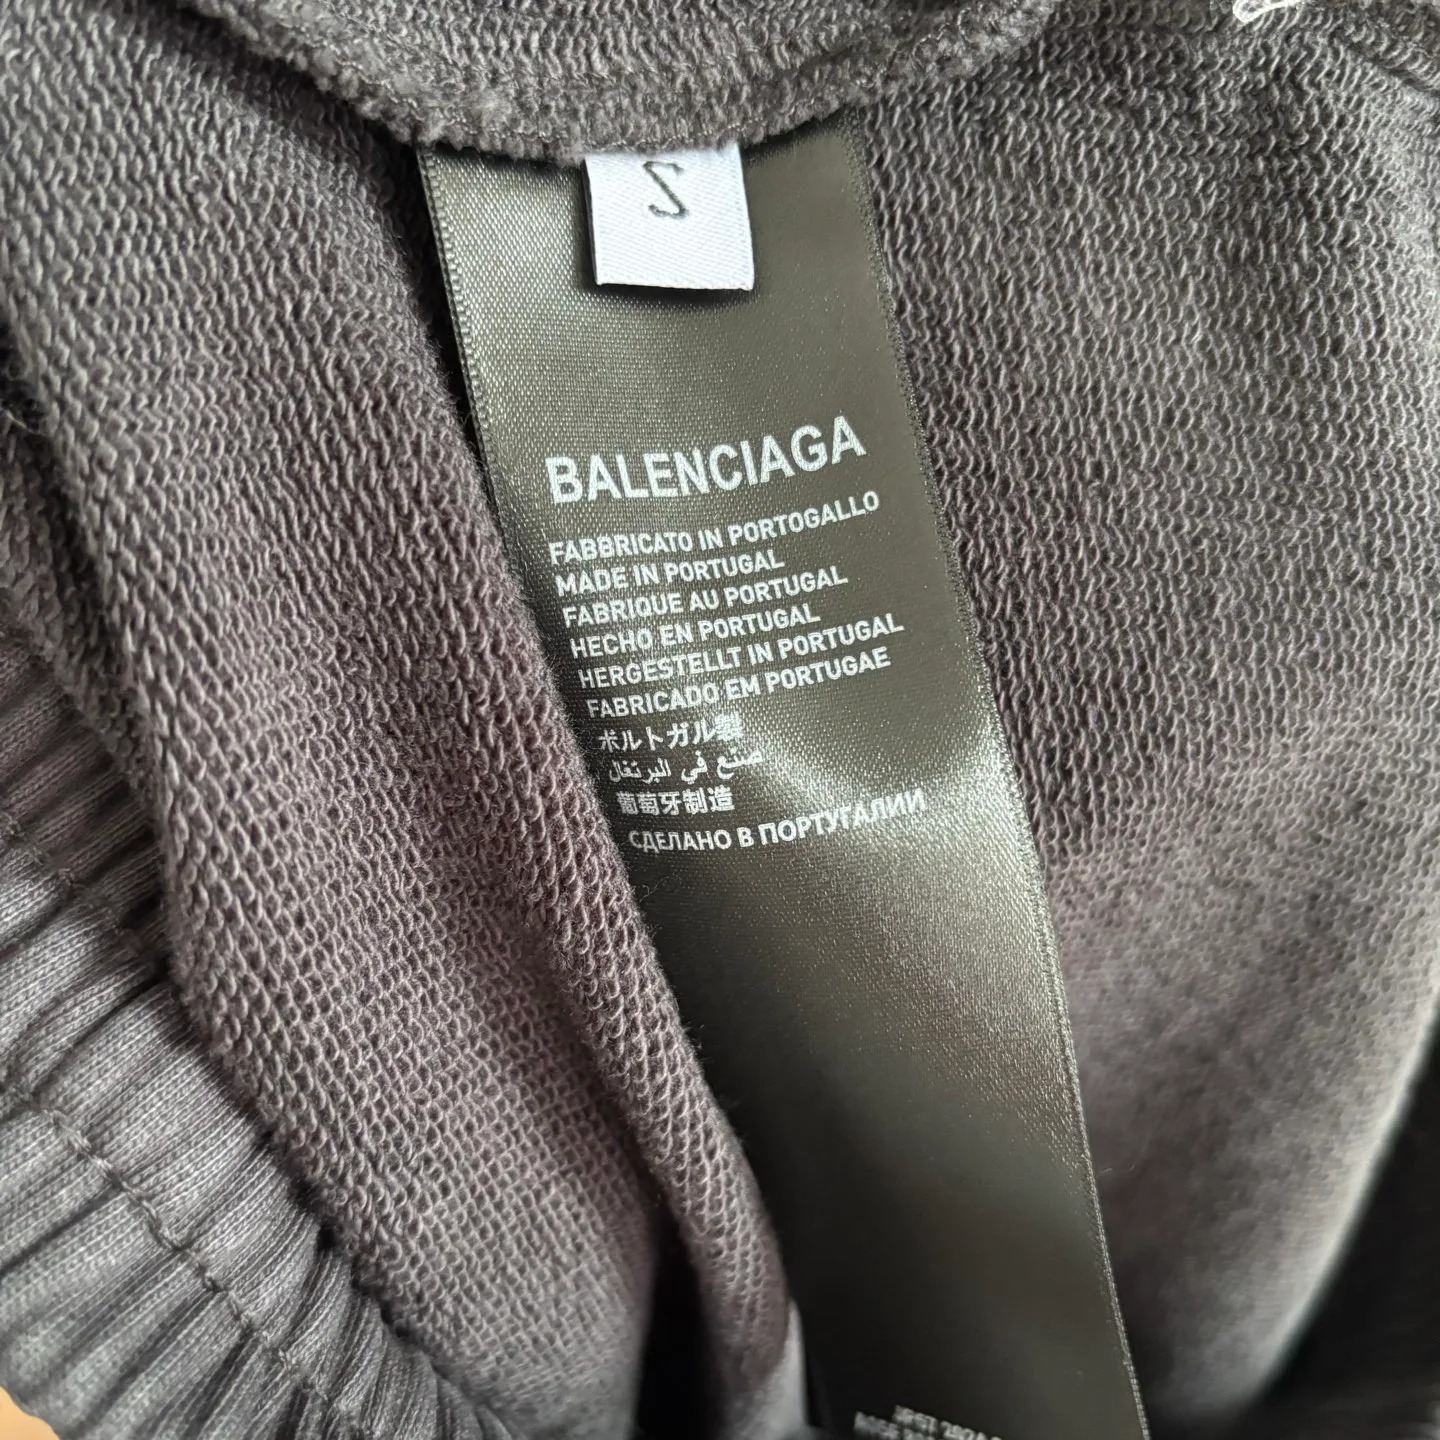 S
BALENCIAGA
FABBRICATO IN PORTOGALLO
MADE IN PORTUGAL
FABRIQUE AU PORTUGAL
HECHO EN PORTUGAL
HERGESTELLT IN PORTUGAL
FABRICADO EM PORTUGAE
ポルトガル製
صنع في البرتغال
葡萄牙制造
СДЕЛАНО В ПОРТУГАЛИИ